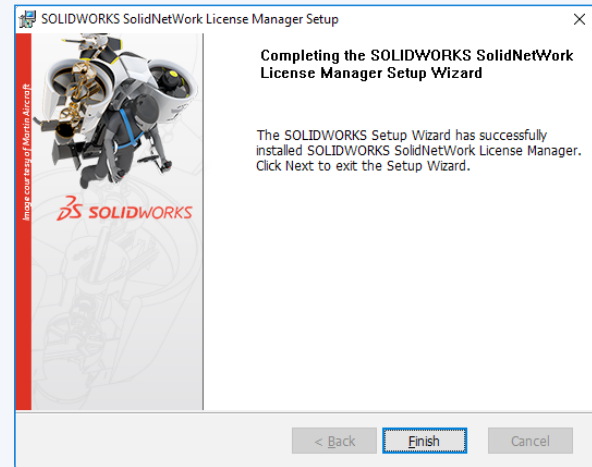 SOLIDWORKS SolidNetWork License Manager Setup
Image courtesy of Martin Aircraft
Completing the SOLIDWORKS SolidNetWork
License Manager Setup Wizard
The SOLIDWORKS Setup Wizard has successfully
installed SOLIDWORKS SolidNetWork License Manager.
Click Next to exit the Setup Wizard.
SOLIDWORKS
< Back
Finish
Cancel